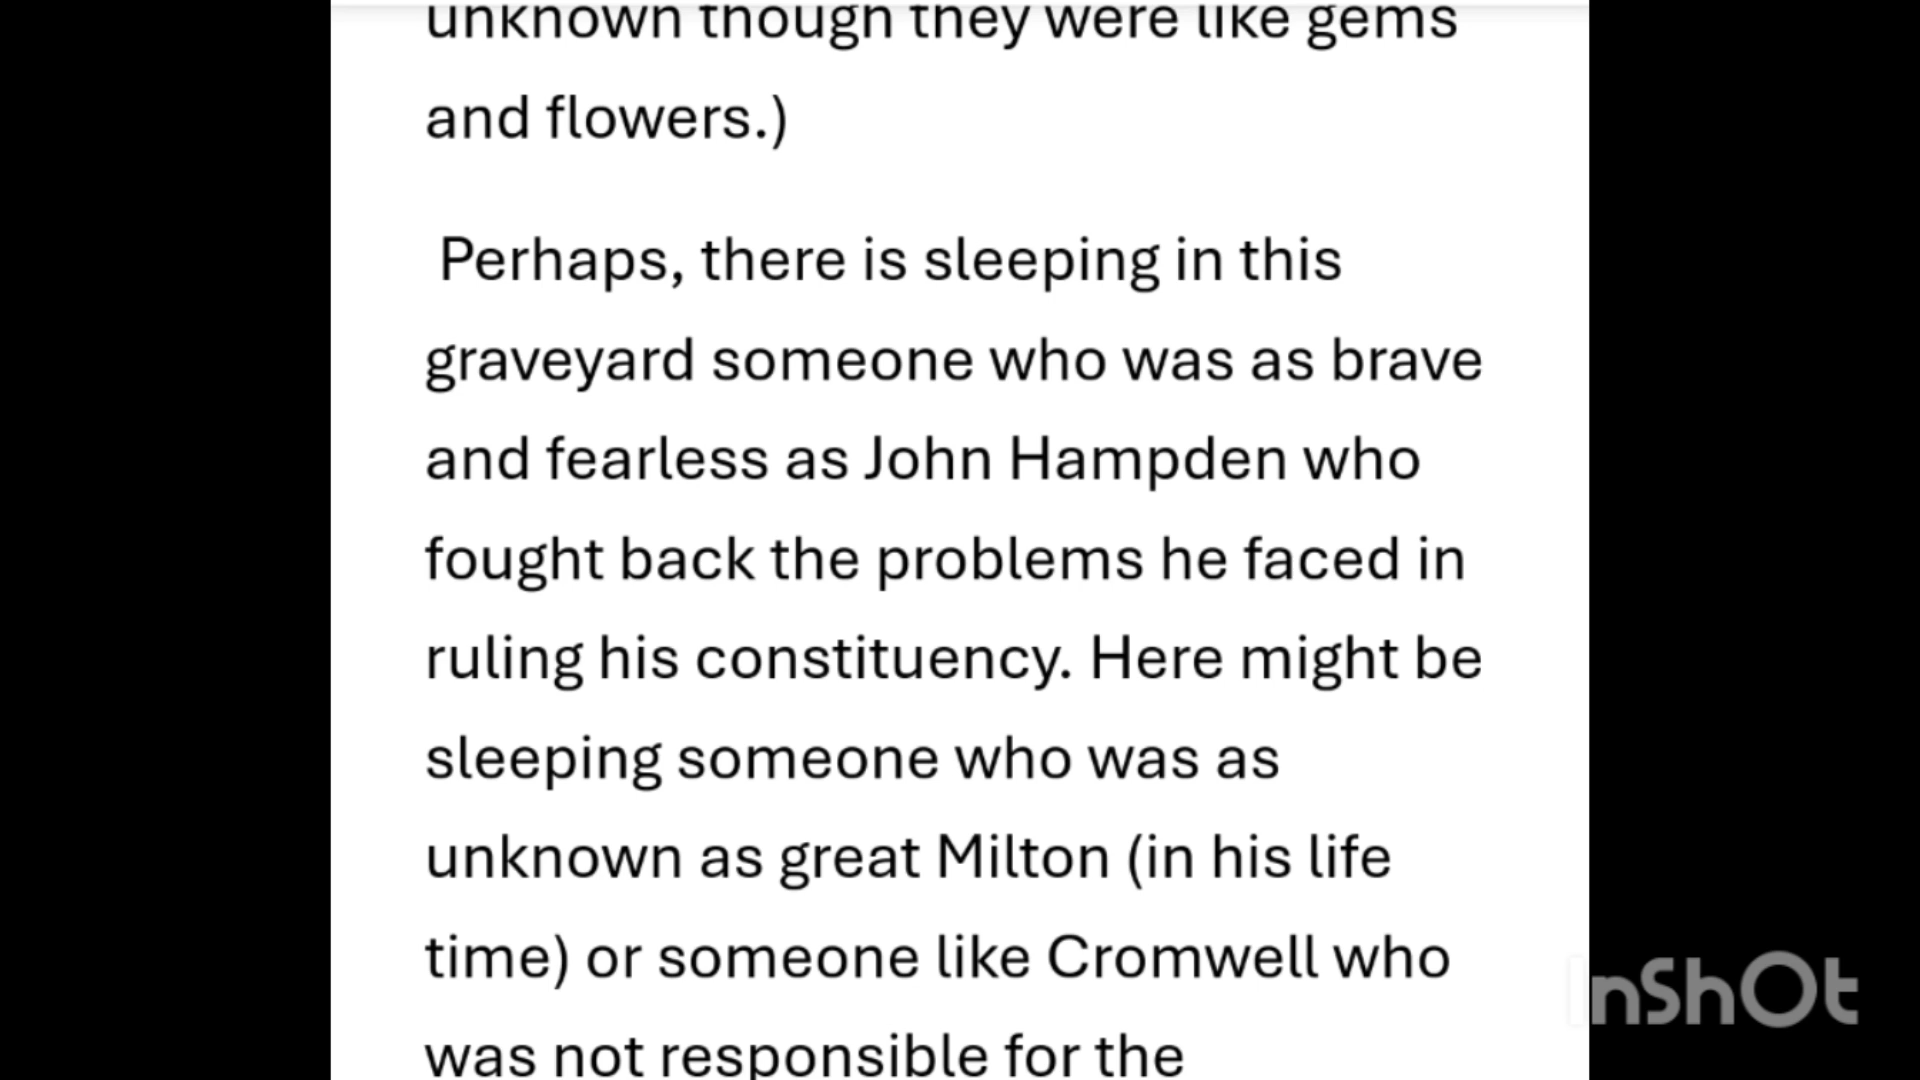 unknown though they were like gems
and flowers.)
Perhaps, there is sleeping in this
graveyard someone who was as brave
and fearless as John Hampden who
fought back the problems he faced in
ruling his constituency. Here might be
sleeping someone who was as
unknown as great Milton (in his life
time) or someone like Cromwell who
was not responsible for the
InShOt